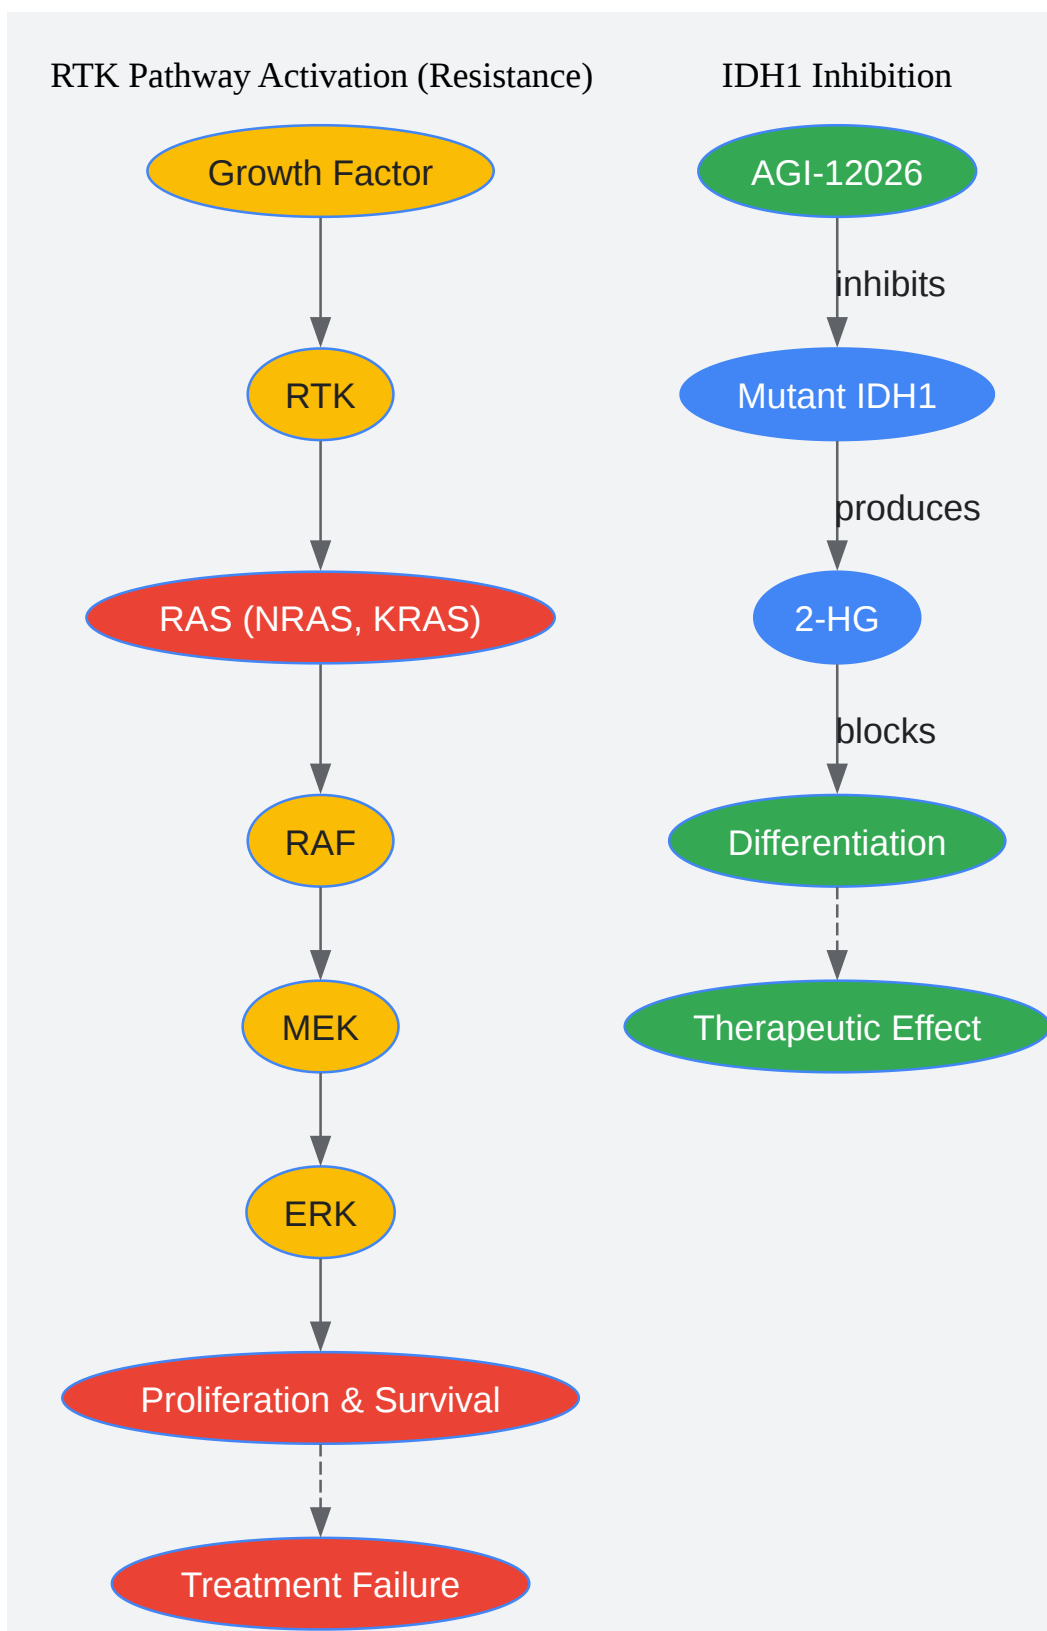 RTK Pathway Activation (Resistance)
Growth Factor
RTK
RAS (NRAS, KRAS)
RAF
MEK
ERK
Proliferation & Survival
Treatment Failure
IDH1 Inhibition
AGI-12026
inhibits
Mutant IDH1
produces
2-HG
blocks
Differentiation
Therapeutic Effect